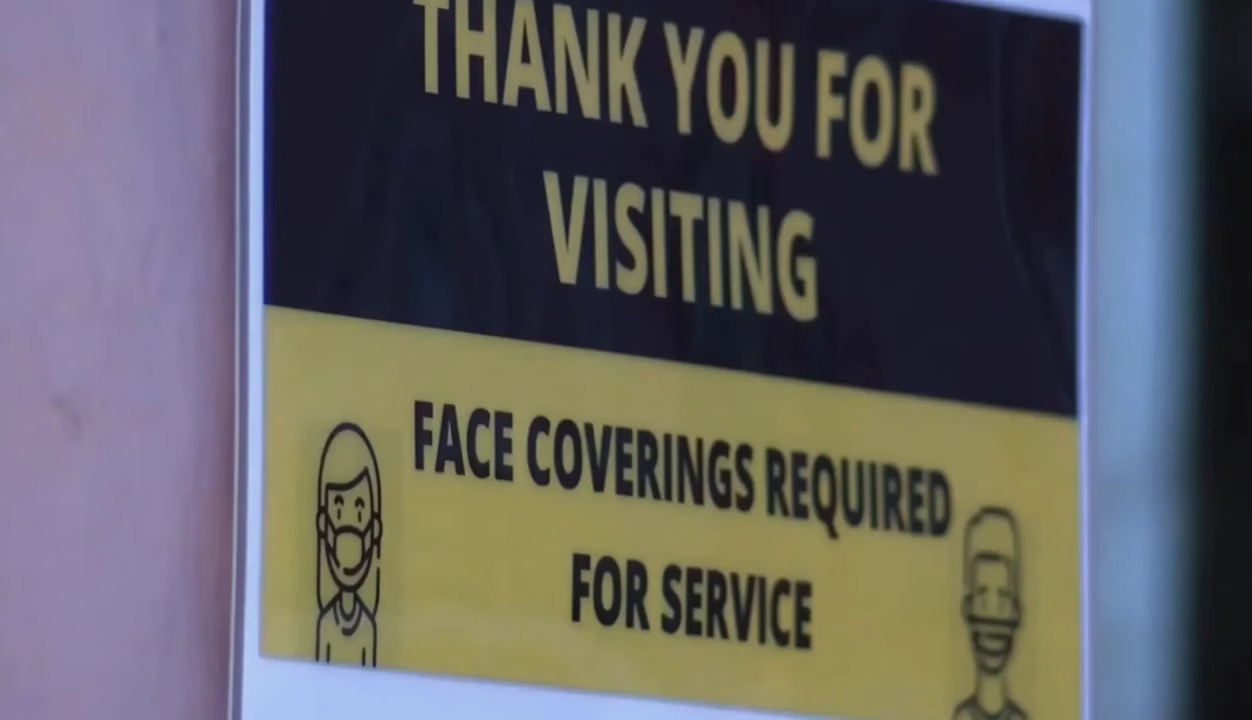 THANK YOU FOR
VISITING
FACE COVERINGS REQUIRED
FOR SERVICE